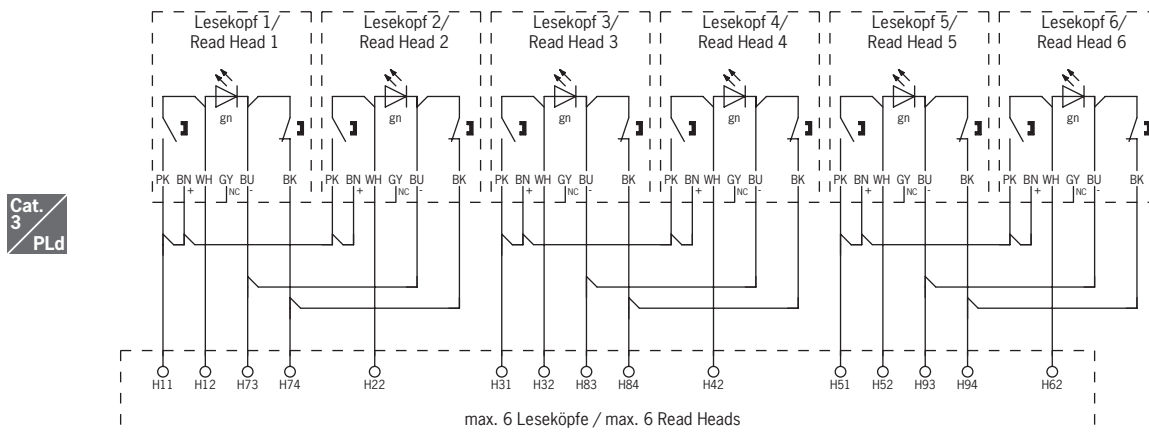 Lesekopf 1/
Read Head 1
Lesekopf 2/
Read Head 2
Lesekopf 3/
Read Head 3
Lesekopf 4/
Read Head 4
Lesekopf 5/
Read Head 5
Lesekopf 6/
Read Head 6
gn
gn
gn
gn
gn
gn
PK BN WH GY BU BK
+ NC -
PK BN WH GY BU BK
+ NC -
PK BN WH GY BU BK
+ NC -
PK BN WH GY BU BK
+ NC -
PK BN WH GY BU BK
+ NC -
PK BN WH GY BU BK
+ NC -
Cat.
3
PLd
H11 H12 H73 H74 H22 H31 H32 H83 H84 H42 H51 H52 H93 H94 H62
max. 6 Leseköpfe / max. 6 Read Heads